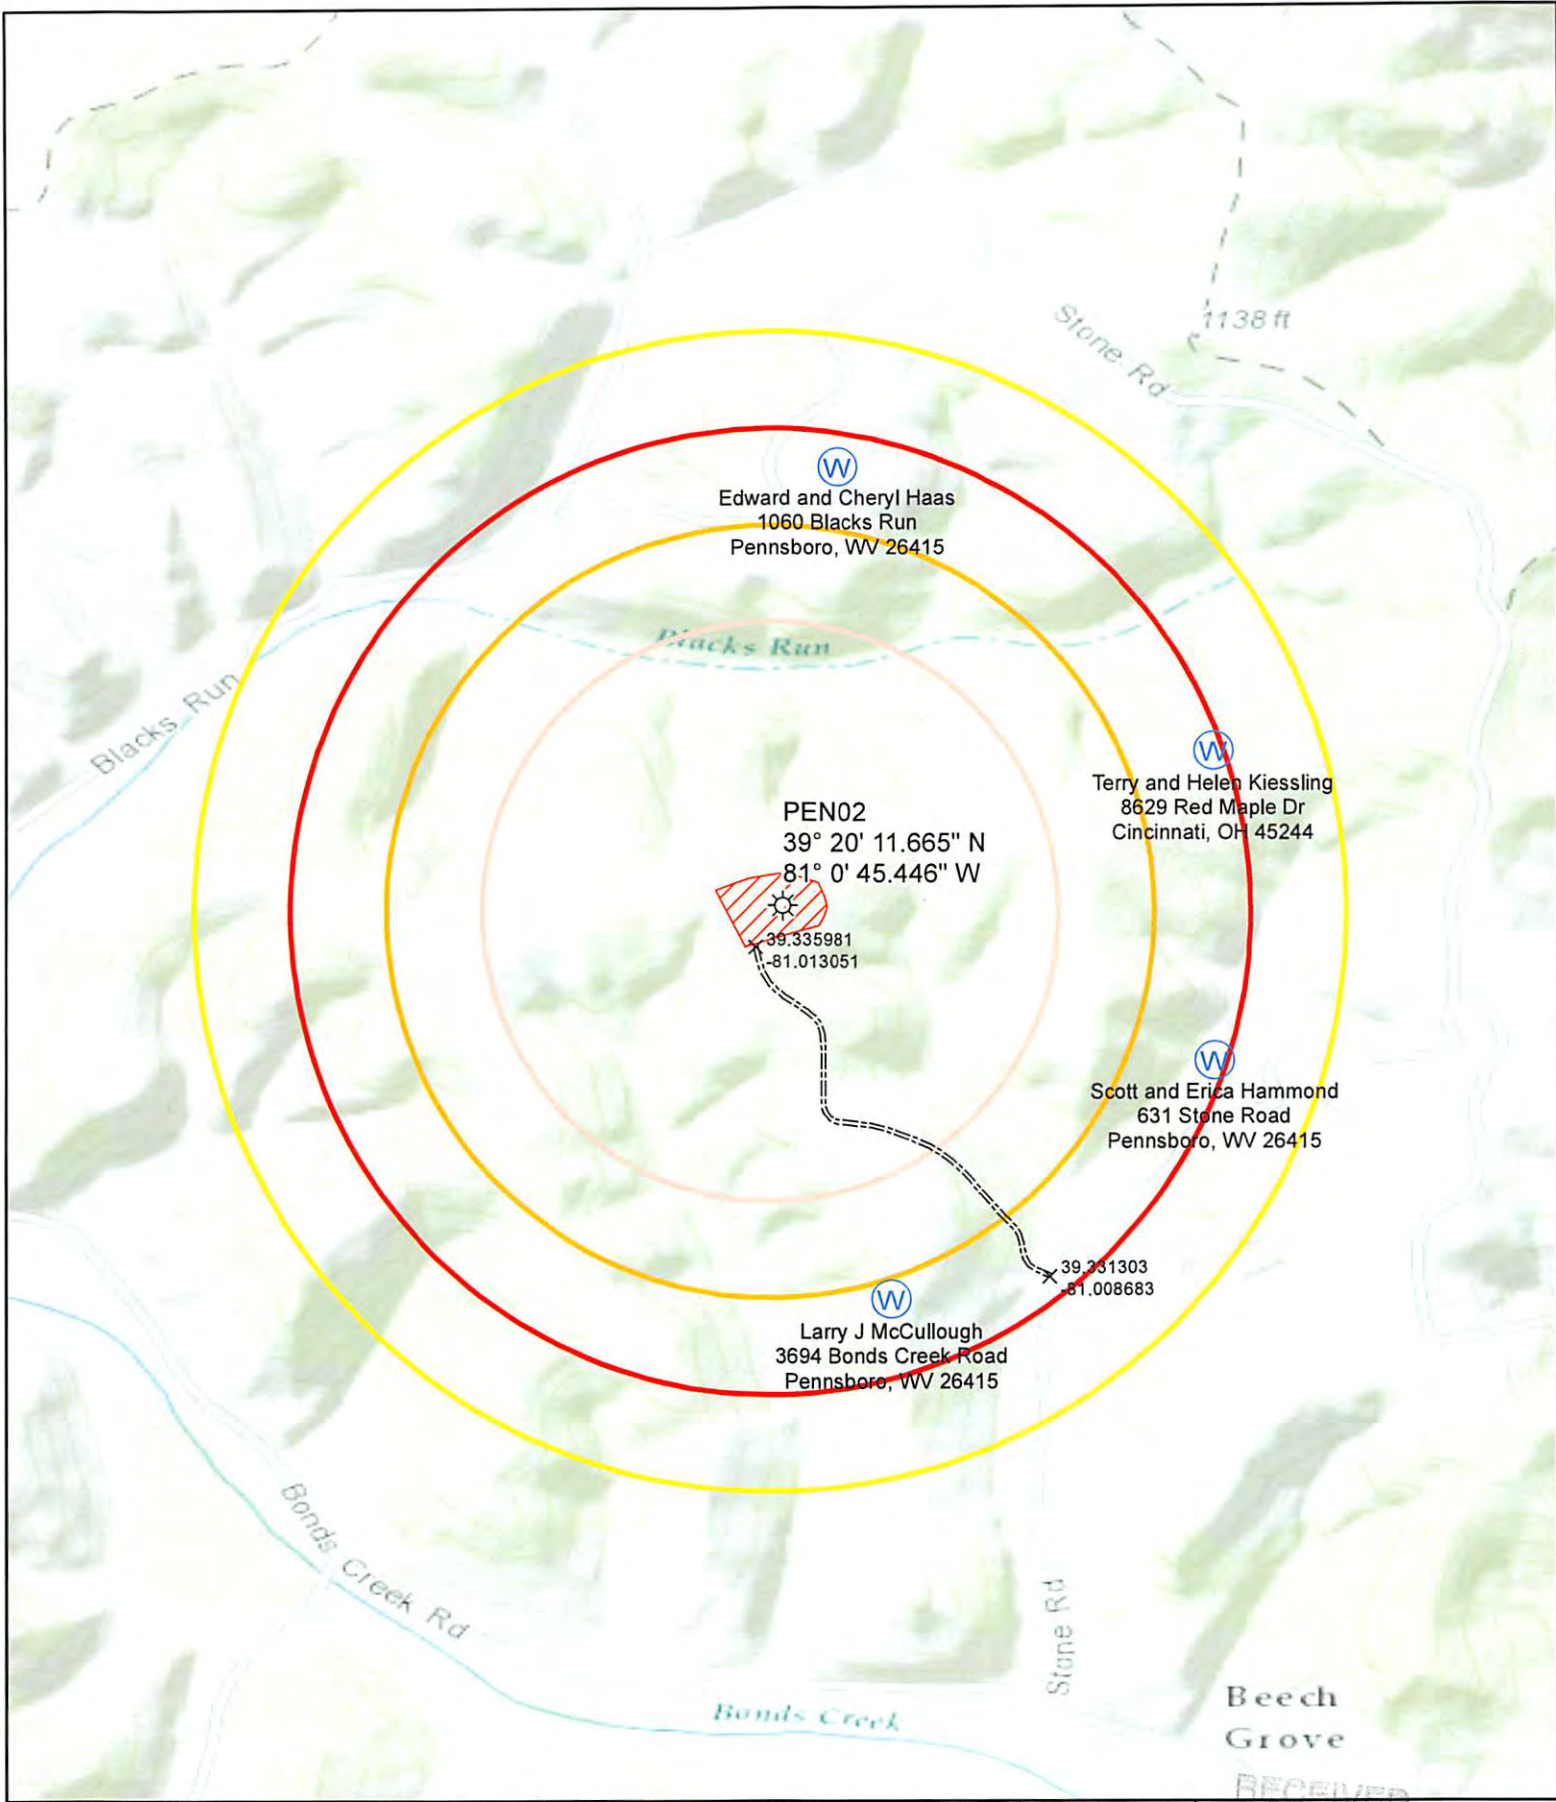 Stone Rd
1138 ft
W
Edward and Cheryl Haas
1060 Blacks Run
Pennsboro, WV 26415
Blacks Run
Blacks Run
W
Terry and Helen Kiessling
8629 Red Maple Dr
Cincinnati, OH 45244
PEN02
39° 20' 11.665" N
81° 0' 45.446" W
39.335981
-81.013051
W
Scott and Erica Hammond
631 Stone Road
Pennsboro, WV 26415
39.331303
-81.008683
W
Larry J McCullough
3694 Bonds Creek Road
Pennsboro, WV 26415
Bonds Creek Rd
Stone Rd
Bonds Creek
Beech
Grove
RECEIVED